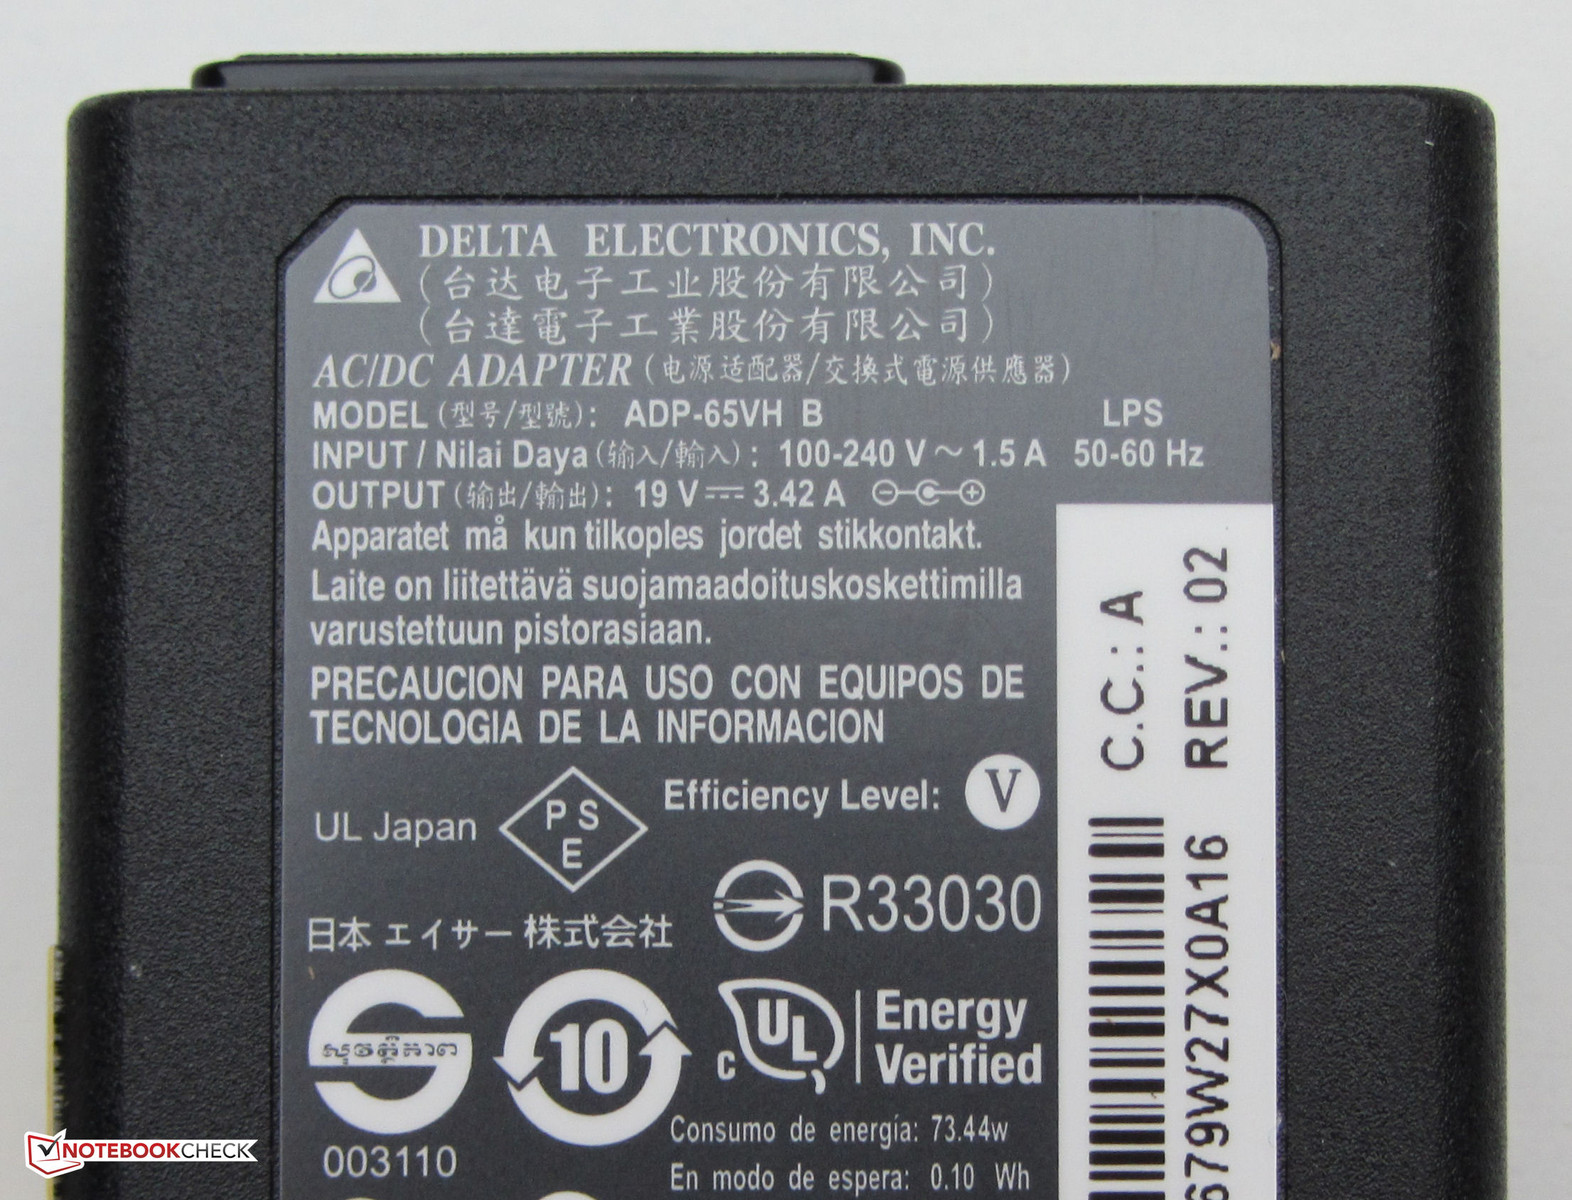 DELTA ELECTRONICS, INC.
(台达电子工业股份有限公司)
(台達電子工業股份有限公司)
AC/DC ADAPTER (电源适配器/交換式電源供應器)
MODEL (型号/型號): ADP-65VH B LPS
INPUT / Nilai Daya (输入/輸入): 100-240 V ~ 1.5 A 50-60 Hz
OUTPUT (输出/輸出): 19 V ⎓ 3.42 A
Apparatet må kun tilkoples jordet stikkontakt.
Laite on liitettävä suojamaadoituskoskettimilla
varustettuun pistorasiaan.
PRECAUCION PARA USO CON EQUIPOS DE
TECNOLOGIA DE LA INFORMACION
Efficiency Level: V
UL Japan
P S
E
R33030
日本 エイサー 株式会社
សុវត្ថិភាព
10
c UL
Energy
Verified
003110
Consumo de energía: 73.44w
En modo de espera: 0.10 Wh
C.C.: A
REV.: 02
679W27X0A16
NOTEBOOKCHECK